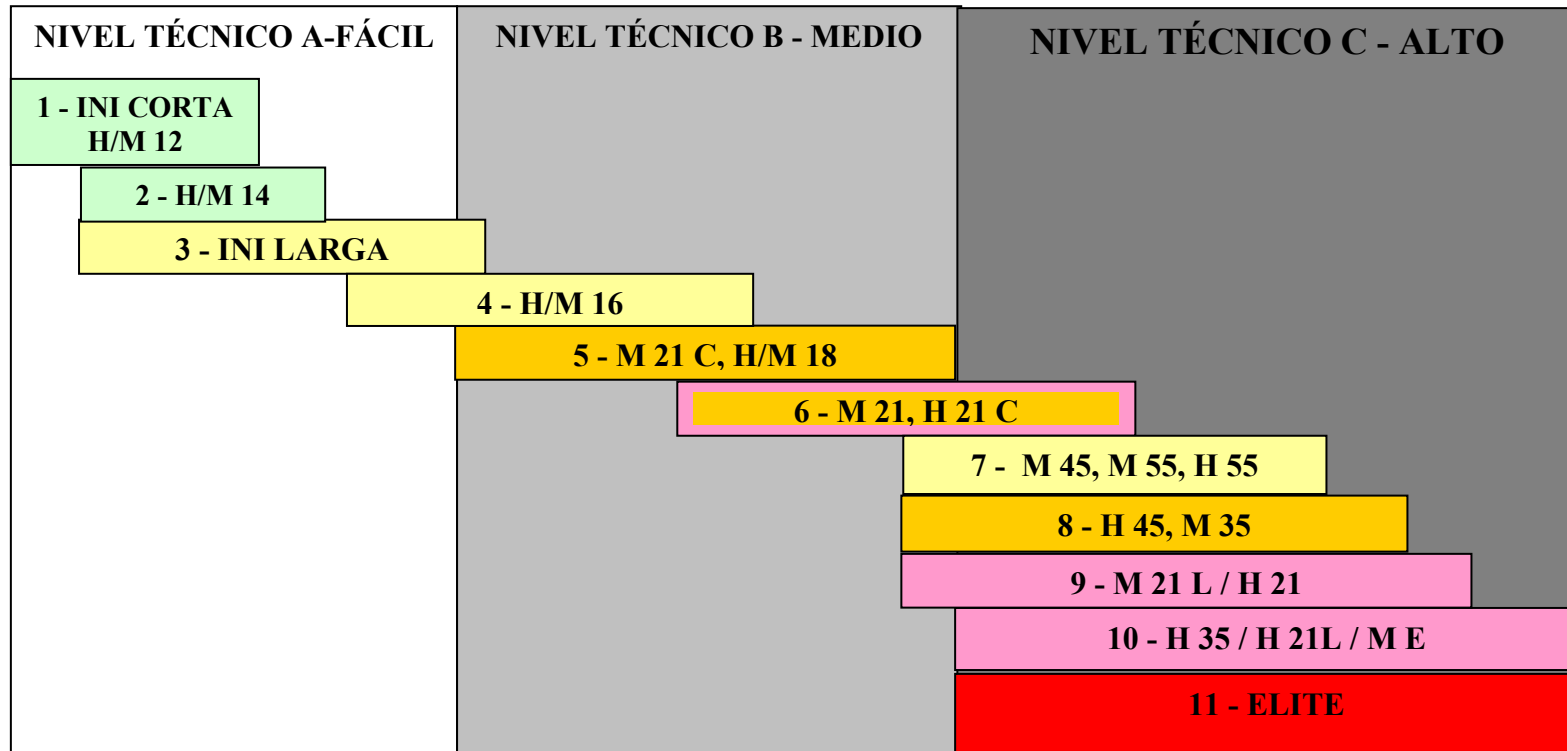 NIVEL TÉCNICO A-FÁCIL
NIVEL TÉCNICO B - MEDIO
NIVEL TÉCNICO C - ALTO
1 - INI CORTA
H/M 12
2 - H/M 14
3 - INI LARGA
4 - H/M 16
5 - M 21 C, H/M 18
6 - M 21, H 21 C
7 - M 45, M 55, H 55
8 - H 45, M 35
9 - M 21 L / H 21
10 - H 35 / H 21L / M E
11 - ELITE